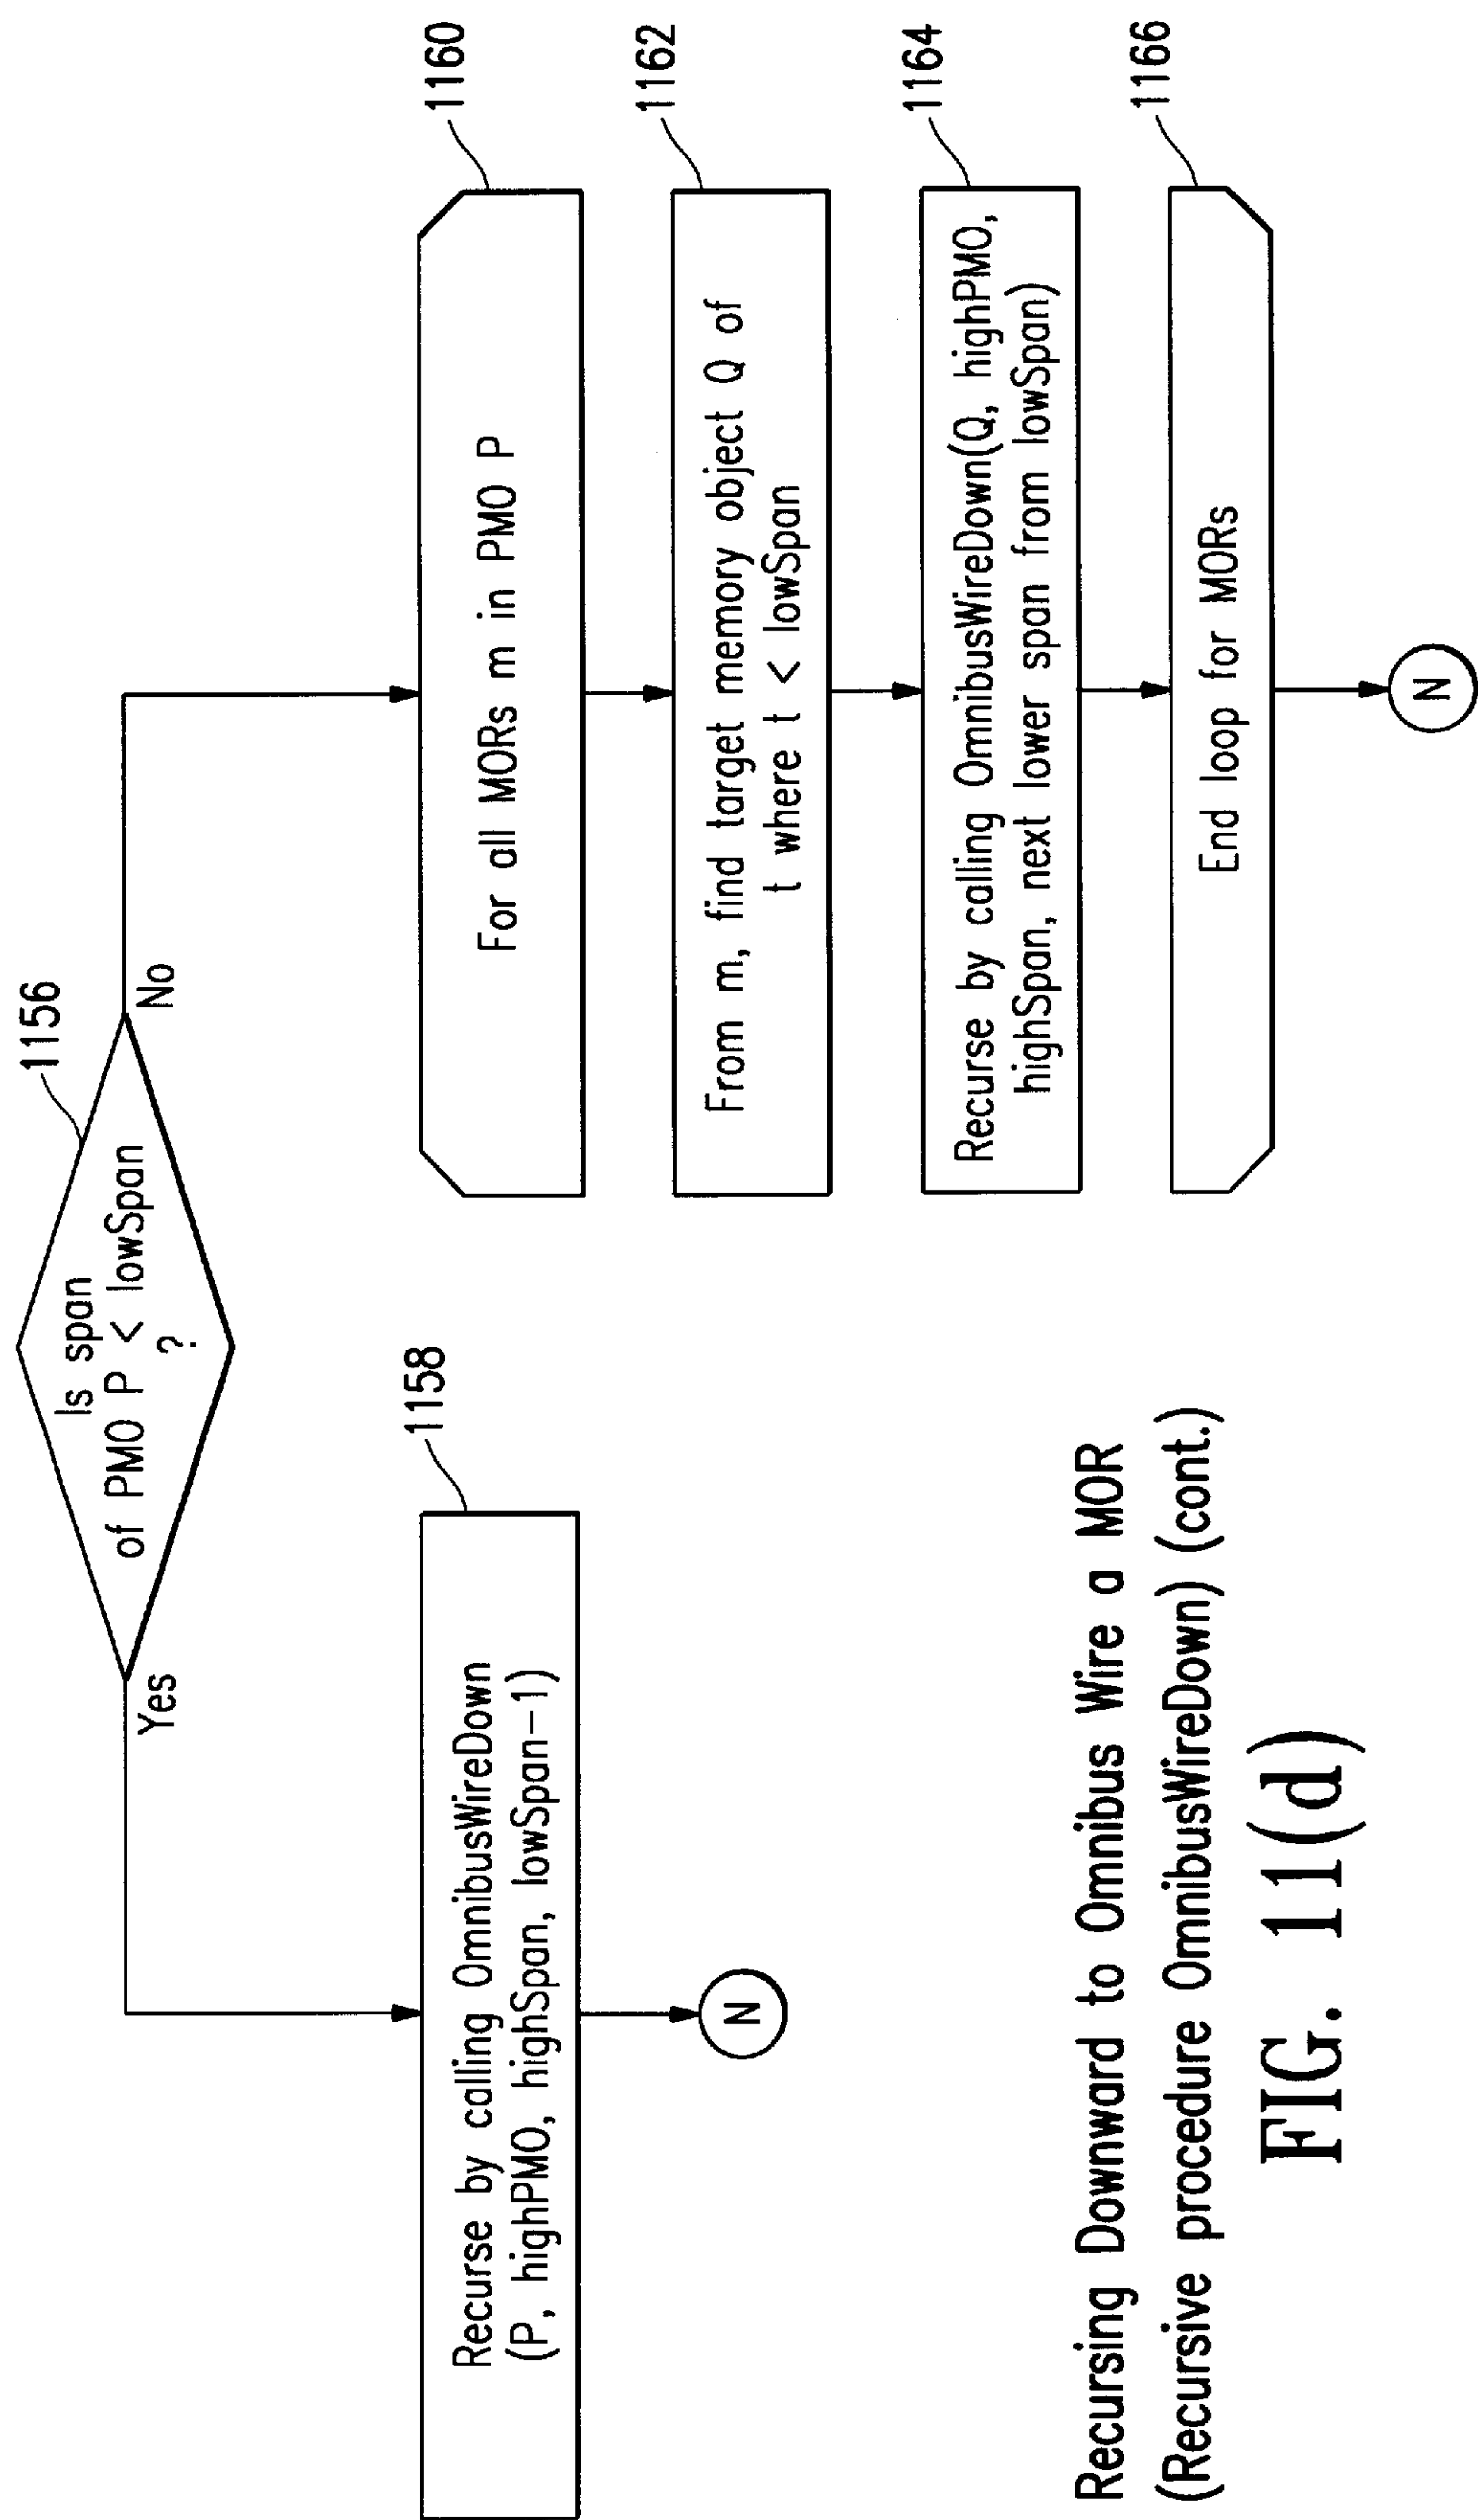 1156
Is span
of PMO P < lowSpan
?
Yes
No
1158
Recurse by calling OmnibusWireDown
(P, highPMO, highSpan, lowSpan-1)
N
1160
For all MORs m in PMO P
1162
From m, find target memory object Q of
t where t < lowSpan
1164
Recurse by calling OmnibusWireDown(Q, highPMO,
highSpan, next lower span from lowSpan)
1166
End loop for MORs
N
Recursing Downward to Omnibus Wire a MOR
(Recursive procedure OmnibusWireDown) (cont.)
FIG. 11(d)